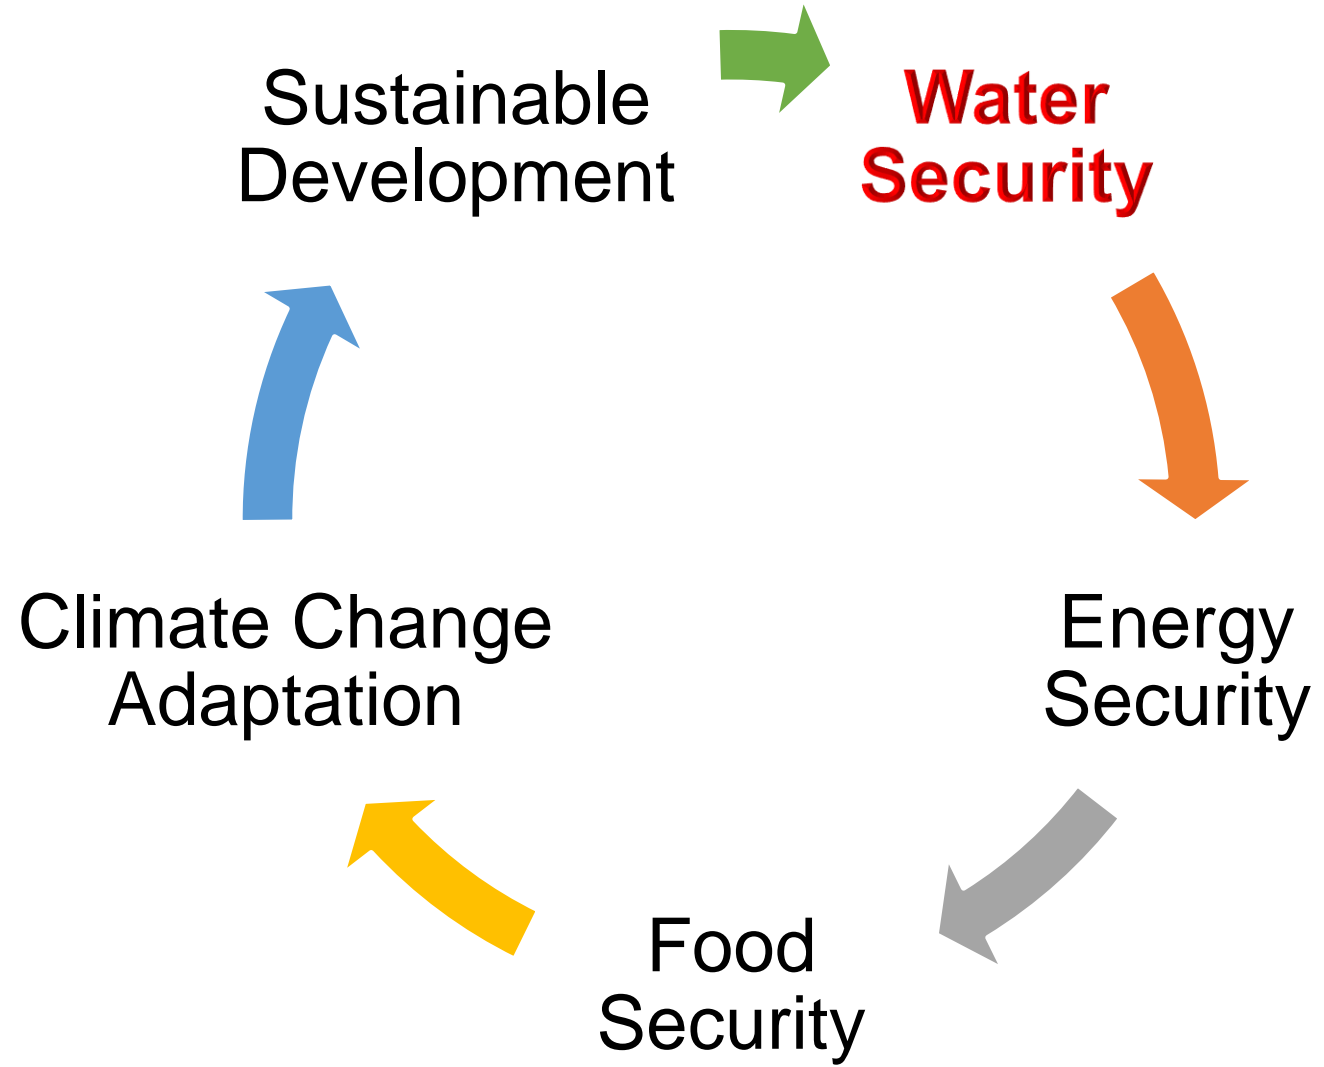 Sustainable
Development
Water
Security
Energy
Security
Food
Security
Climate Change
Adaptation